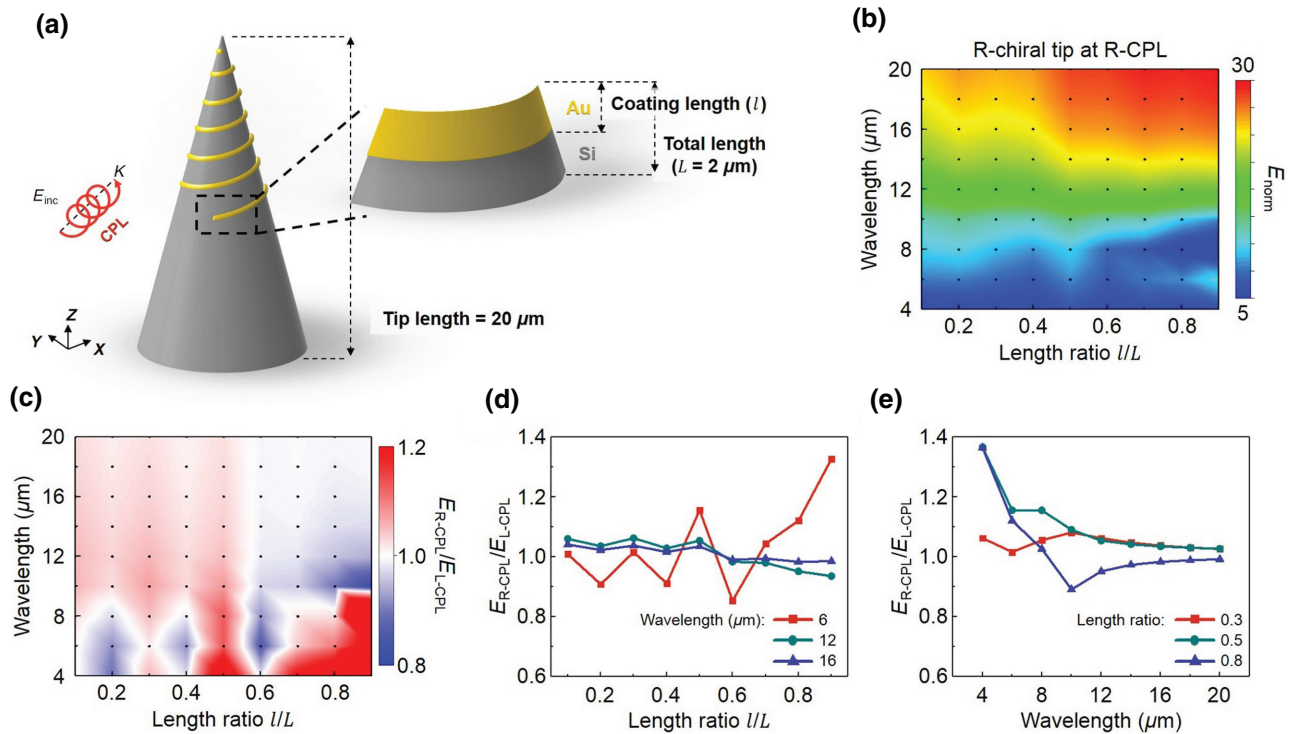 (a)
Au
Si
Coating length (l)
Total length
(L = 2 μm)
K
E_inc
CPL
Z
Y
X
Tip length = 20 μm
(b)
R-chiral tip at R-CPL
30
20
16
12
8
4
Wavelength (μm)
0.2 0.4 0.6 0.8
Length ratio l/L
E_norm
5
(c)
20
16
12
8
4
Wavelength (μm)
0.2 0.4 0.6 0.8
Length ratio l/L
1.2
1.0
0.8
E_R-CPL/E_L-CPL
(d)
1.4
1.2
1.0
0.8
0.6
E_R-CPL/E_L-CPL
Wavelength (μm): 6
12
16
0.2 0.4 0.6 0.8
Length ratio l/L
(e)
1.4
1.2
1.0
0.8
0.6
E_R-CPL/E_L-CPL
Length ratio: 0.3
0.5
0.8
4 8 12 16 20
Wavelength (μm)